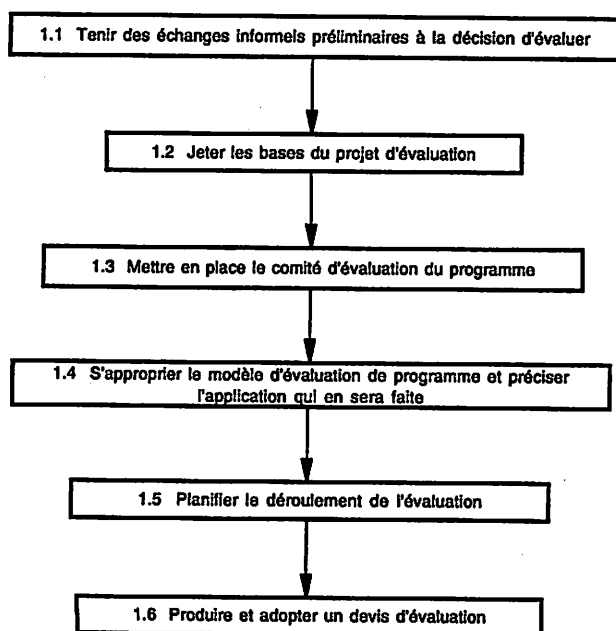 1.1 Tenir des échanges informels préliminaires à la décision d'évaluer
1.2 Jeter les bases du projet d'évaluation
1.3 Mettre en place le comité d'évaluation du programme
1.4 S'approprier le modèle d'évaluation de programme et préciser
l'application qui en sera faite
1.5 Planifier le déroulement de l'évaluation
1.6 Produire et adopter un devis d'évaluation